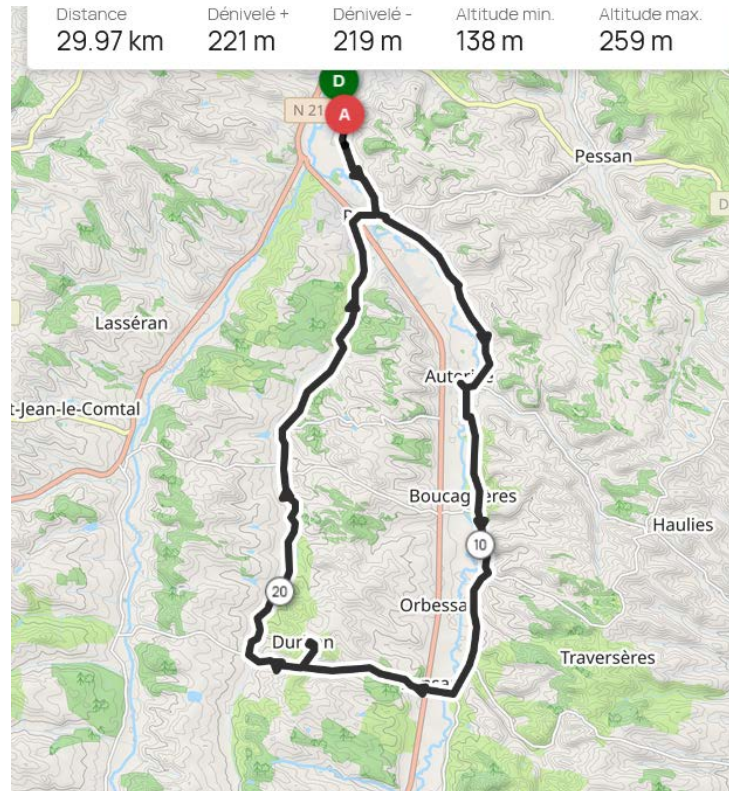 Distance Dénivelé + Dénivelé - Altitude min. Altitude max.
29.97 km 221 m 219 m 138 m 259 m
D
N 21
A
Pessan
D
Lasséran
t-Jean-le-Comtal
Haulies
10
20
Traversères